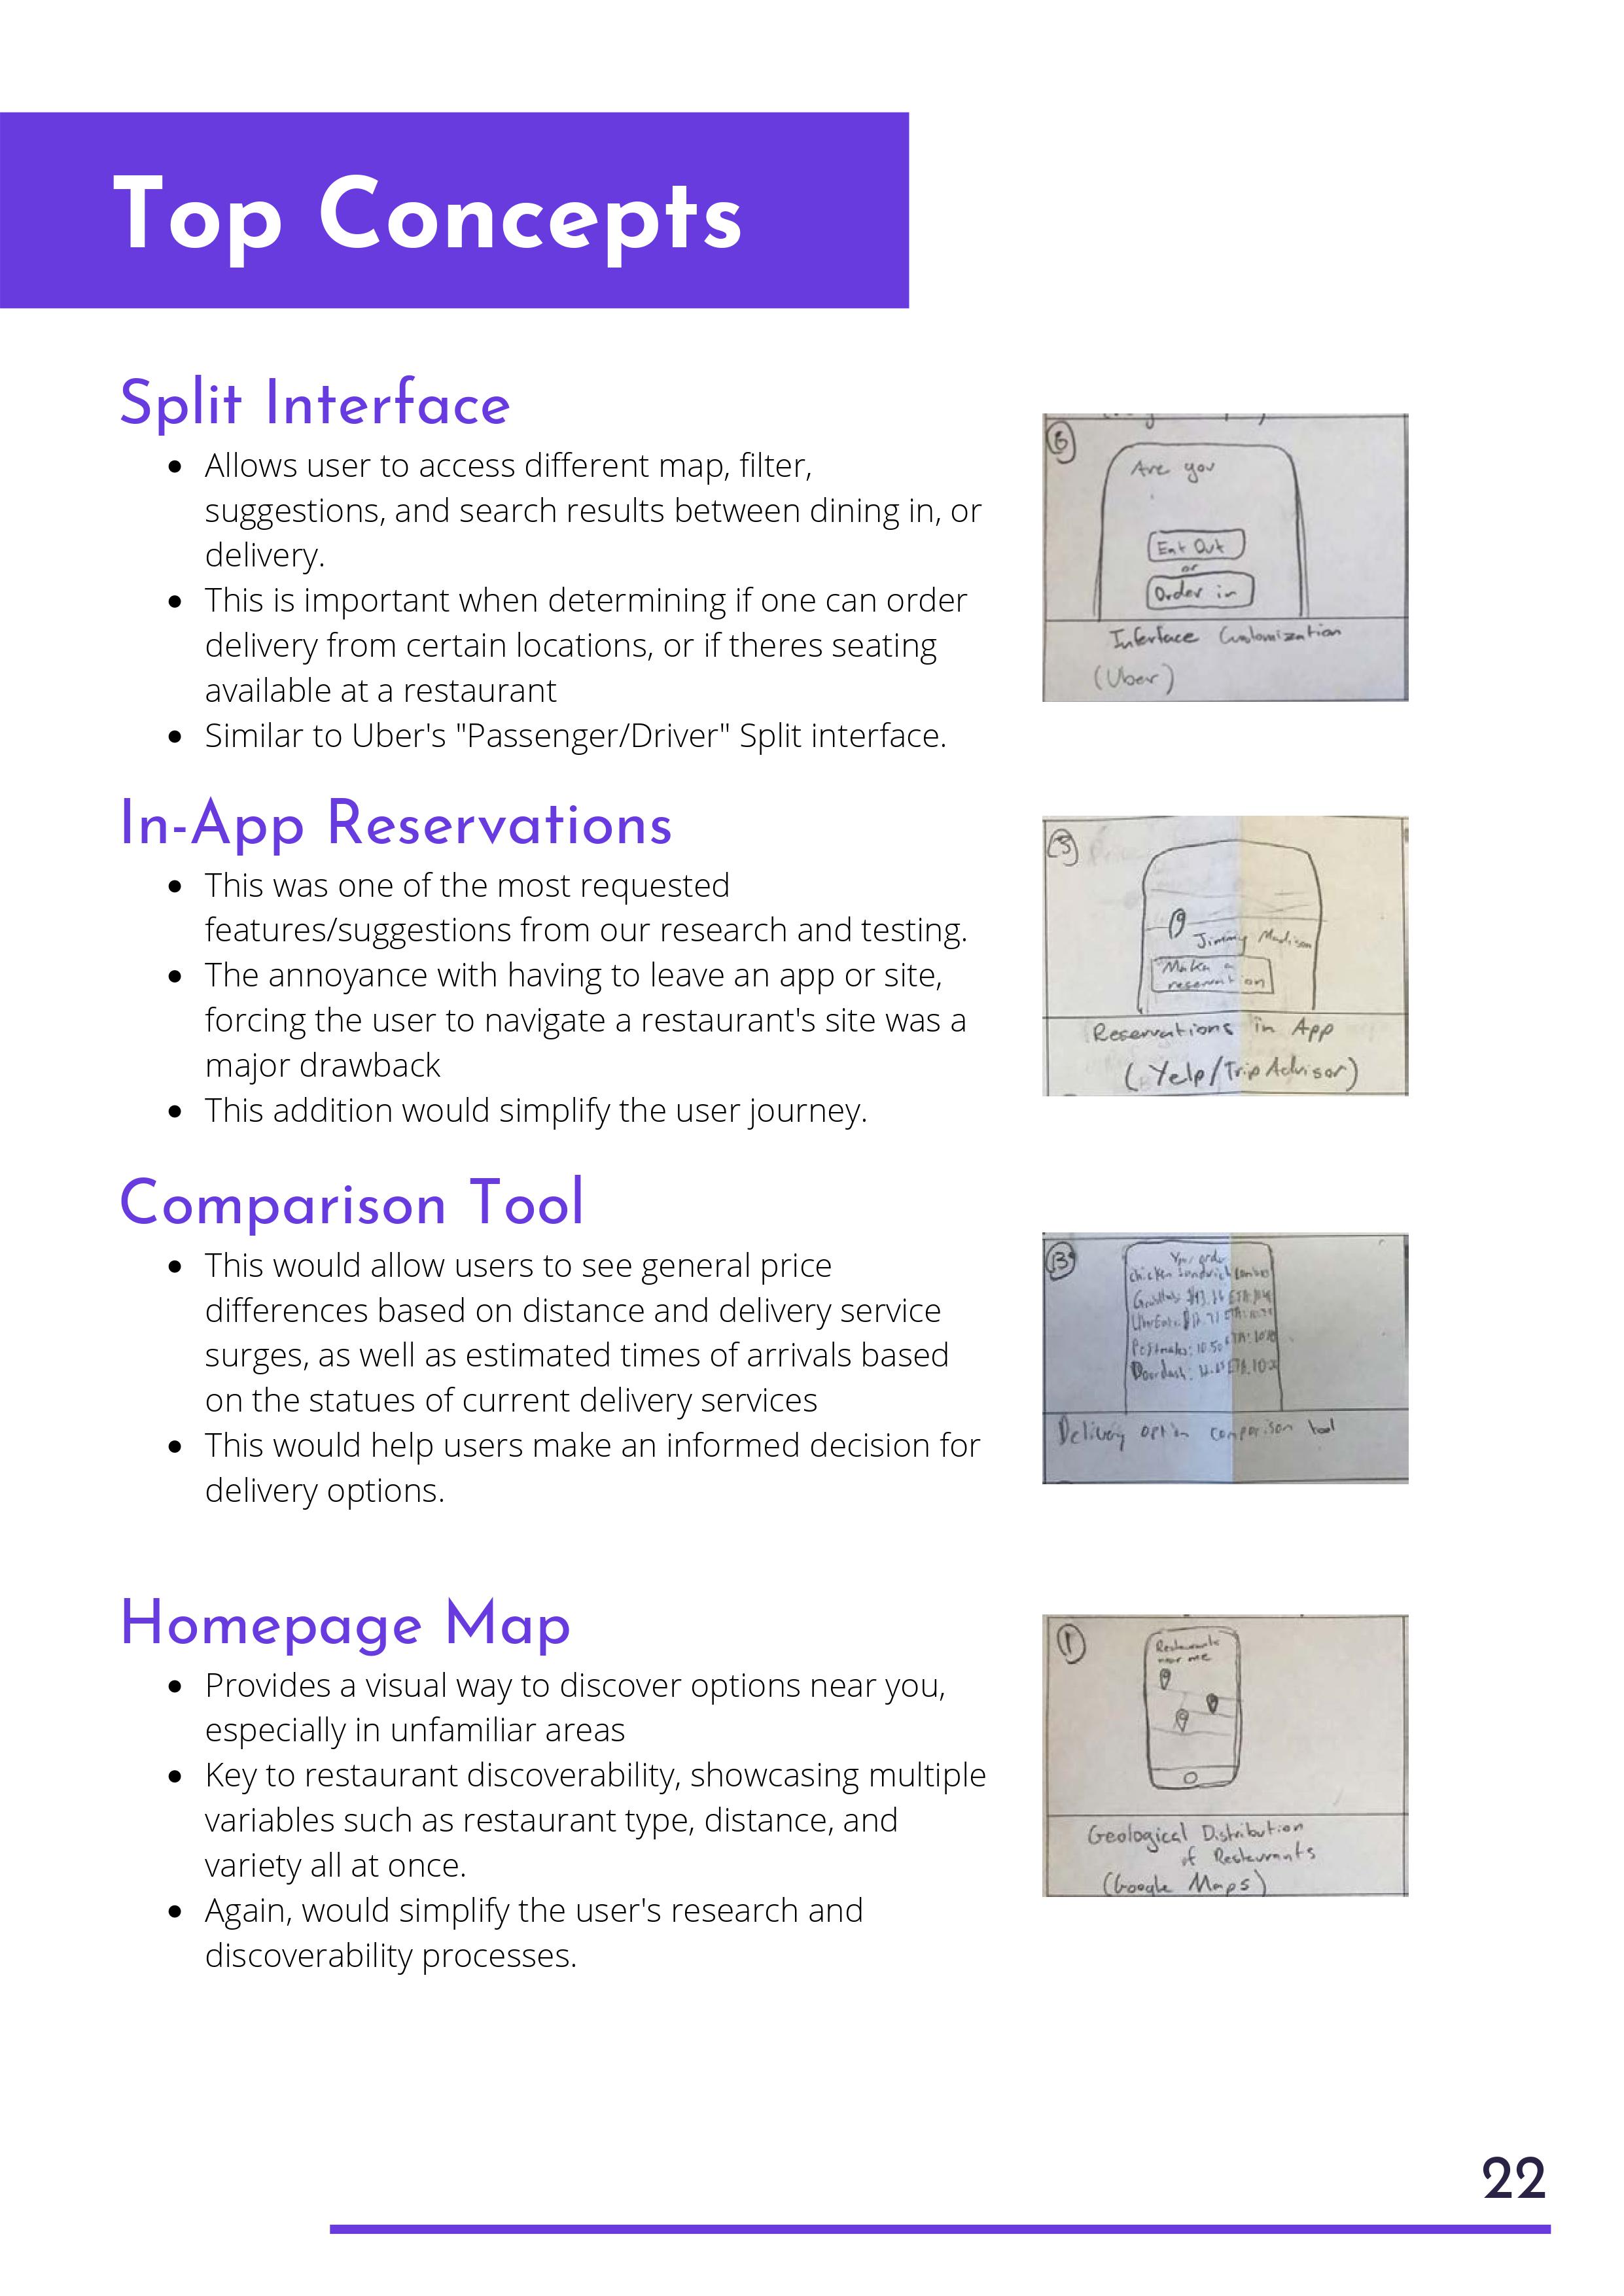 Top Concepts
Split Interface
• Allows user to access different map, filter,
suggestions, and search results between dining in, or
delivery.
• This is important when determining if one can order
delivery from certain locations, or if theres seating
available at a restaurant
• Similar to Uber's "Passenger/Driver" Split interface.
6
Are you
Eat Out
or
Order in
Interface Customization
(Uber)
In-App Reservations
• This was one of the most requested
features/suggestions from our research and testing.
• The annoyance with having to leave an app or site,
forcing the user to navigate a restaurant's site was a
major drawback
• This addition would simplify the user journey.
Jimmy Madison
Make a
reservation
Reservations in App
(Yelp/Trip Advisor)
Comparison Tool
• This would allow users to see general price
differences based on distance and delivery service
surges, as well as estimated times of arrivals based
on the statues of current delivery services
• This would help users make an informed decision for
delivery options.
13
Your order
Chicken Sandwich
GrubHub: ETA:
UberEats: ETA:
Postmates: 10.50 ETA:
Doordash: ETA:
Delivery option comparison tool
Homepage Map
• Provides a visual way to discover options near you,
especially in unfamiliar areas
• Key to restaurant discoverability, showcasing multiple
variables such as restaurant type, distance, and
variety all at once.
• Again, would simplify the user's research and
discoverability processes.
1
Restaurants
near me
Geological Distribution
of Restaurants
(Google Maps)
22